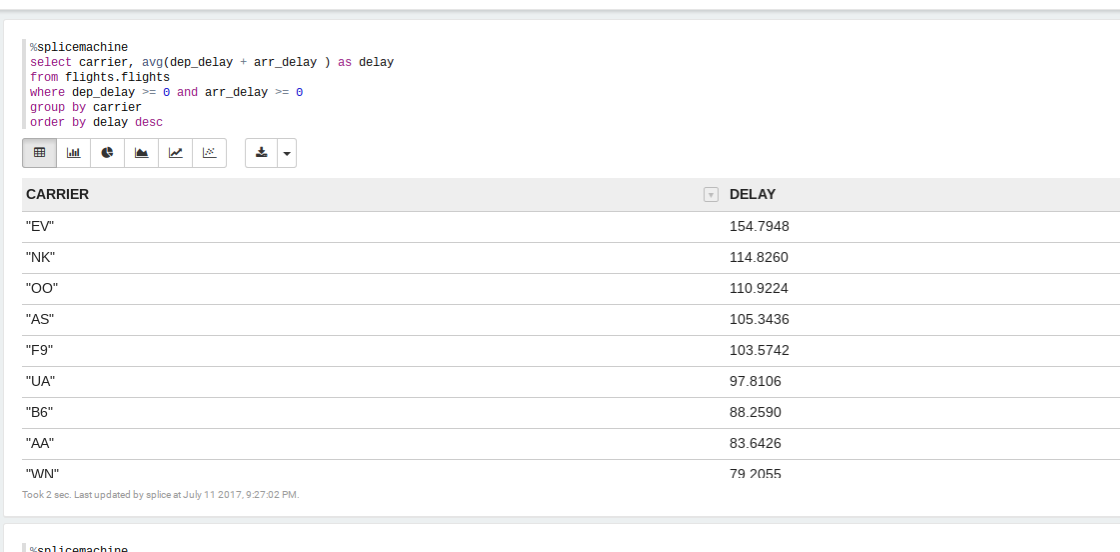 %splicemachine
select carrier, avg(dep_delay + arr_delay ) as delay
from flights.flights
where dep_delay >= 0 and arr_delay >= 0
group by carrier
order by delay desc
CARRIER DELAY
"EV" 154.7948
"NK" 114.8260
"OO" 110.9224
"AS" 105.3436
"F9" 103.5742
"UA" 97.8106
"B6" 88.2590
"AA" 83.6426
"WN" 79.2055
Took 2 sec. Last updated by splice at July 11 2017, 9:27:02 PM.
%splicemachine